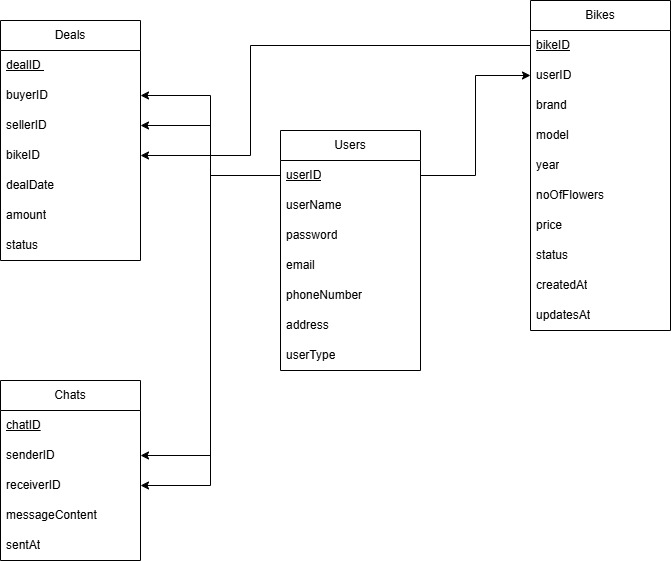 Deals
dealID
buyerID
sellerID
bikeID
dealDate
amount
status
Users
userID
userName
password
email
phoneNumber
address
userType
Bikes
bikeID
userID
brand
model
year
noOfFlowers
price
status
createdAt
updatesAt
Chats
chatID
senderID
receiverID
messageContent
sentAt